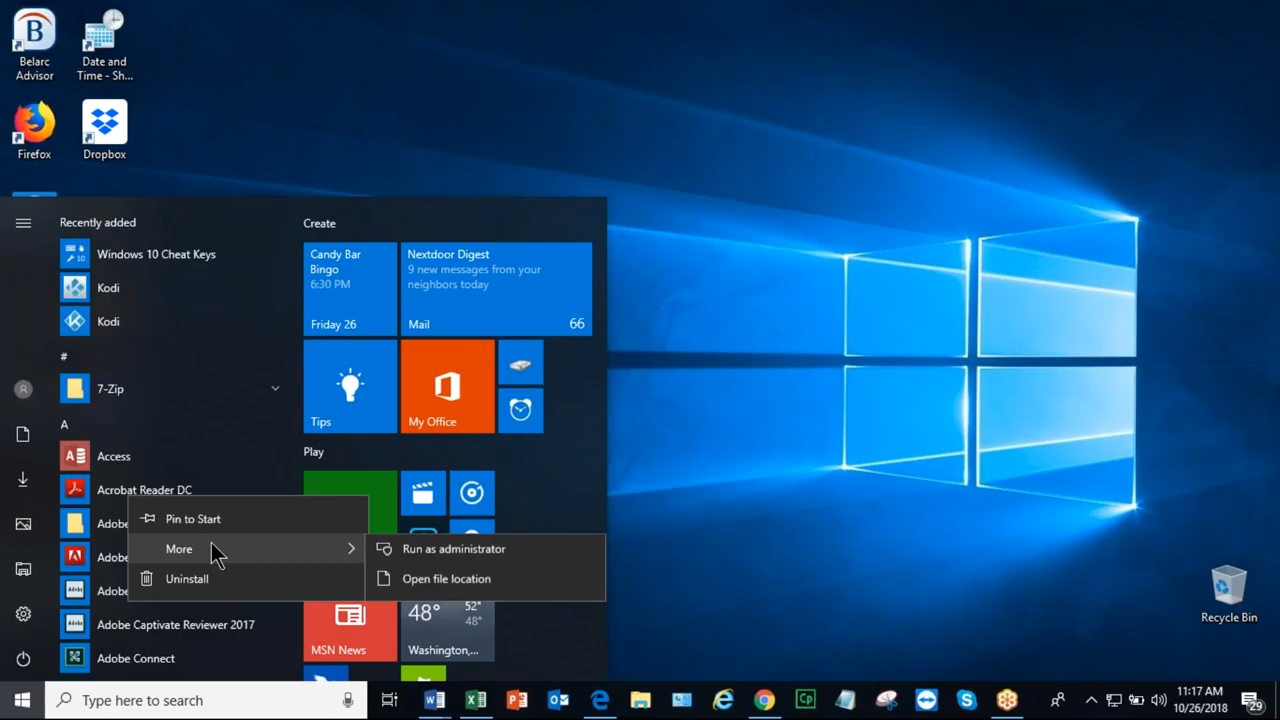 Belarc
Advisor
Date and
Time - Sh...
Firefox
Dropbox
Recently added
Windows 10 Cheat Keys
Kodi
Kodi
#
7-Zip
A
Access
Acrobat Reader DC
Adobe
Adobe
Adobe
Adobe Captivate Reviewer 2017
Adobe Connect
Pin to Start
More
Uninstall
Run as administrator
Open file location
Create
Candy Bar
Bingo
6:30 PM
Friday 26
Nextdoor Digest
9 new messages from your
neighbors today
Mail
66
Tips
My Office
Play
MSN News
48°
52°
48°
Washington,...
Recycle Bin
Type here to search
11:17 AM
10/26/2018
29